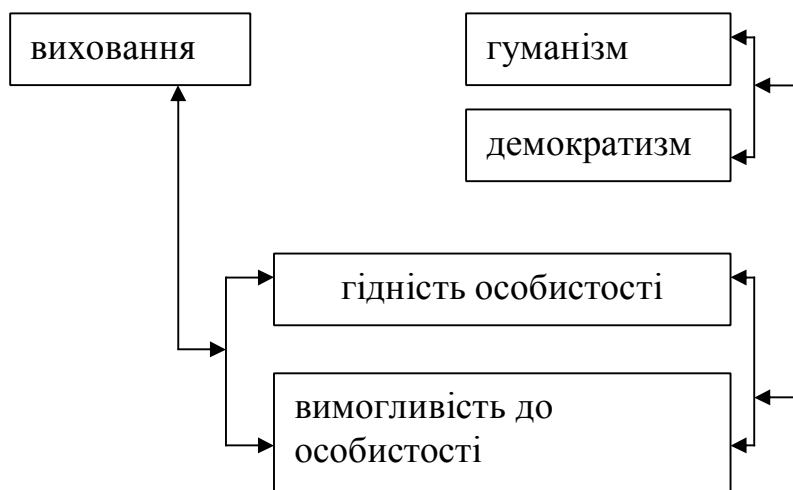 виховання
гуманізм
демократизм
гідність особистості
вимогливість до
особистості